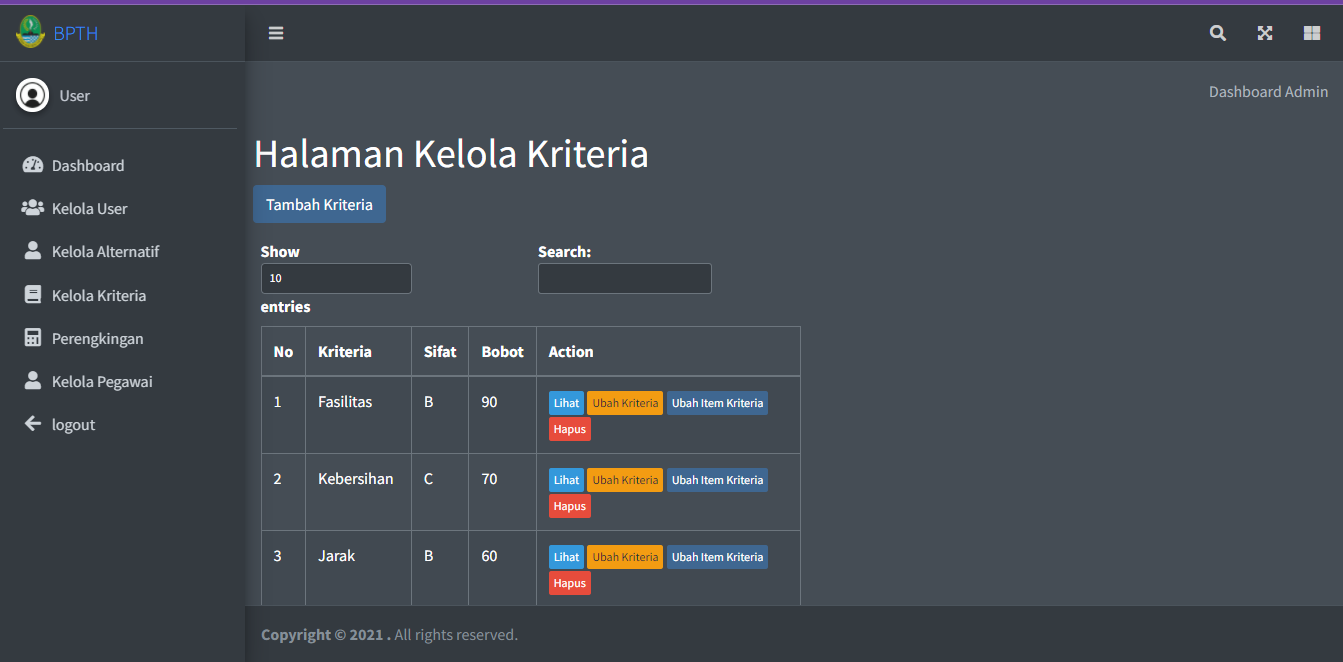 BPTH
User
Dashboard
Kelola User
Kelola Alternatif
Kelola Kriteria
Perengkingan
Kelola Pegawai
logout
Dashboard Admin
Halaman Kelola Kriteria
Tambah Kriteria
Show
10
entries
Search:
No Kriteria Sifat Bobot Action
1 Fasilitas B 90 Lihat Ubah Kriteria Ubah Item Kriteria
Hapus
2 Kebersihan C 70 Lihat Ubah Kriteria Ubah Item Kriteria
Hapus
3 Jarak B 60 Lihat Ubah Kriteria Ubah Item Kriteria
Hapus
Copyright © 2021 . All rights reserved.